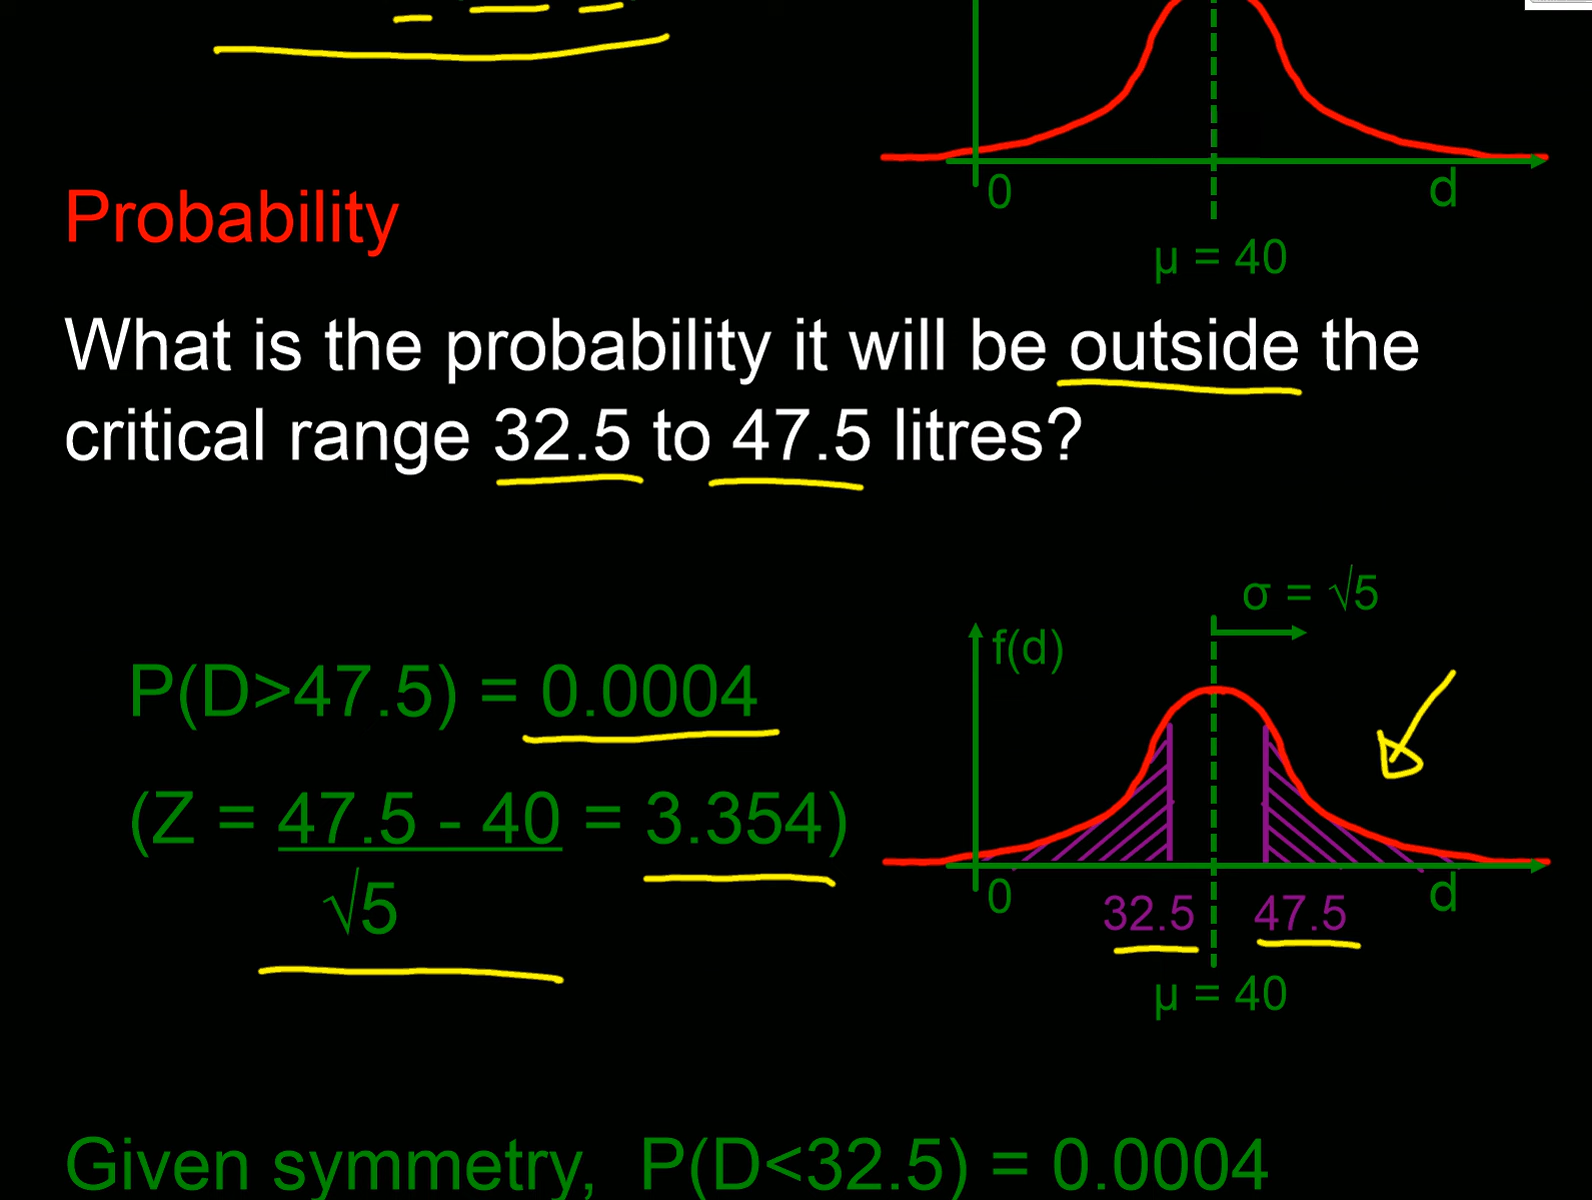 0
d
μ = 40
Probability
What is the probability it will be outside the
critical range 32.5 to 47.5 litres?
σ = √5
f(d)
P(D>47.5) = 0.0004
(Z = 47.5 - 40 = 3.354)
√5
0
32.5
47.5
d
μ = 40
Given symmetry, P(D<32.5) = 0.0004